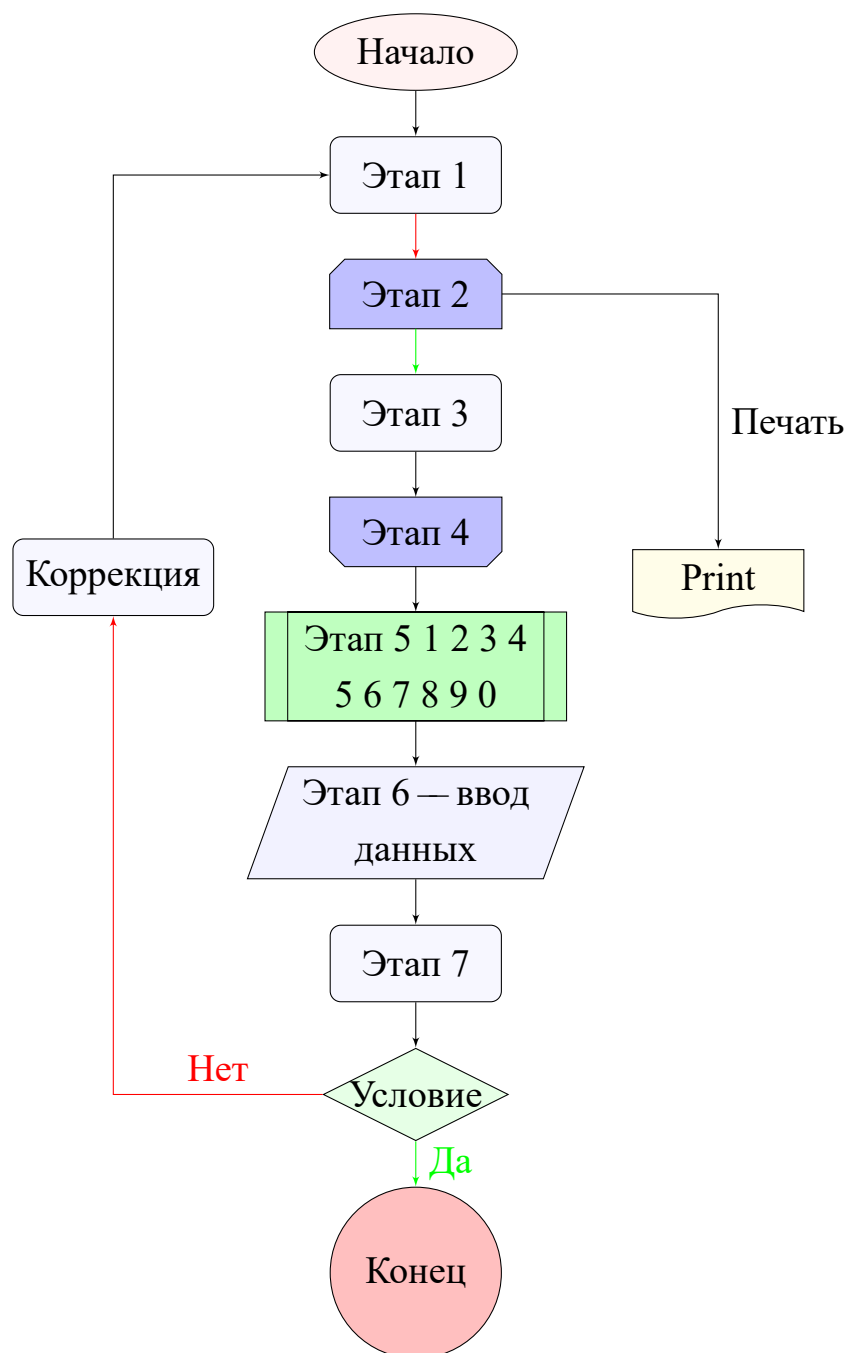 Начало
Этап 1
Этап 2
Этап 3
Печать
Этап 4
Коррекция
Print
Этап 5 1 2 3 4
5 6 7 8 9 0
Этап 6 — ввод
данных
Этап 7
Нет
Условие
Да
Конец